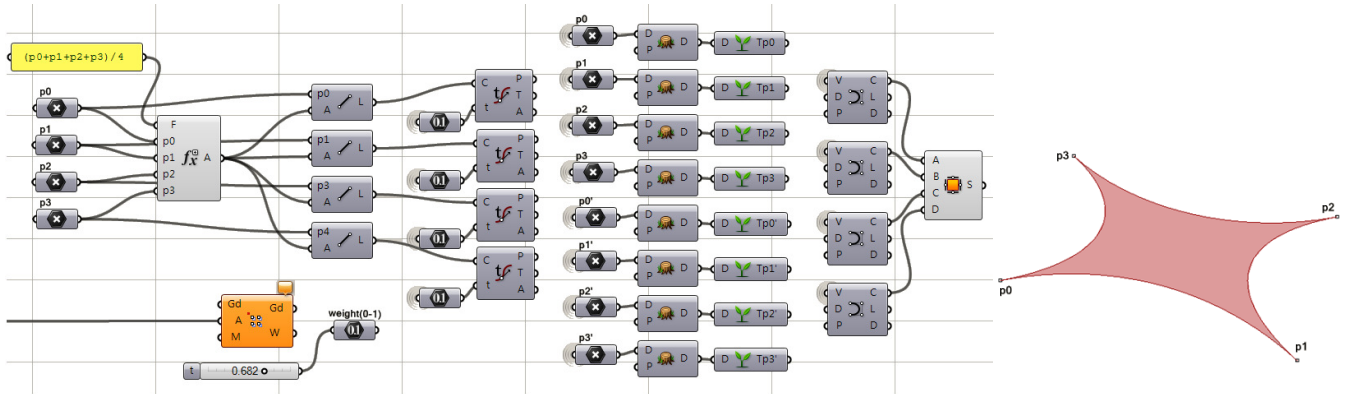 (p0+p1+p2+p3)/4
p0
p1
p2
p3
F
p0
p1
p2
p3
A
p0
A
L
p1
A
L
p3
A
L
p4
A
L
C
t
P
T
A
0.1
C
t
P
T
A
0.1
C
t
P
T
A
0.1
C
t
P
T
A
0.1
Gd
A
M
Gd
W
weight(0-1)
0.1
t
0.682
p0
D
P
D
D
Tp0
p1
D
P
D
D
Tp1
p2
D
P
D
D
Tp2
p3
D
P
D
D
Tp3
p0'
D
P
D
D
Tp0'
p1'
D
P
D
D
Tp1'
p2'
D
P
D
D
Tp2'
p3'
D
P
D
D
Tp3'
V
D
P
C
L
D
V
D
P
C
L
D
V
D
P
C
L
D
V
D
P
C
L
D
A
B
C
D
S
p3
p2
p0
p1